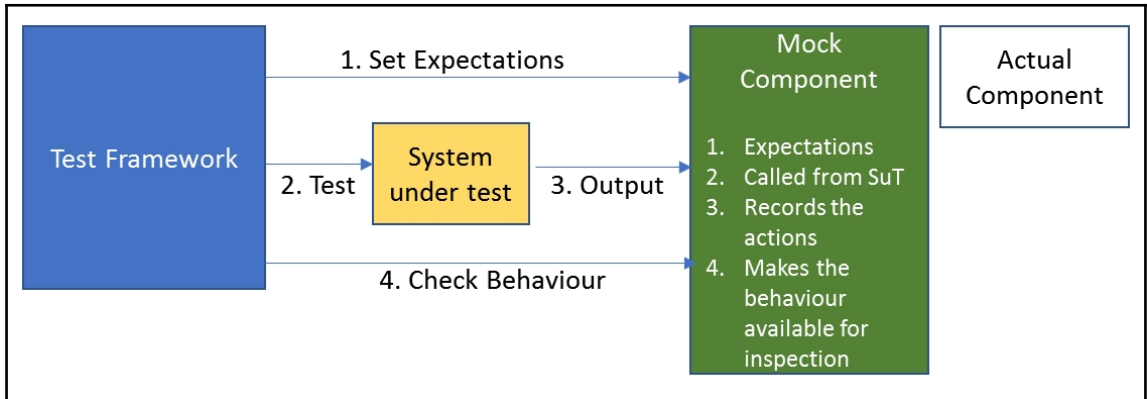 Test Framework
1. Set Expectations
2. Test
System
under test
3. Output
4. Check Behaviour
Mock
Component
1. Expectations
2. Called from SuT
3. Records the
actions
4. Makes the
behaviour
available for
inspection
Actual
Component